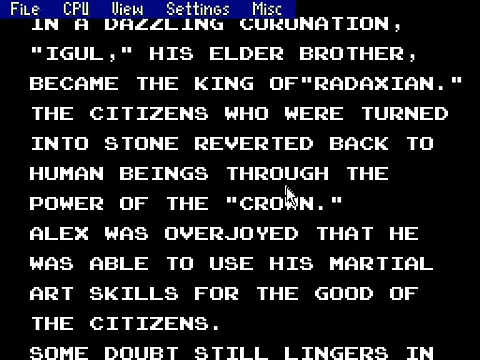 File CPU View Settings Misc
IN A DAZZLING CORONATION,
"IGUL," HIS ELDER BROTHER,
BECAME THE KING OF"RADAXIAN."
THE CITIZENS WHO WERE TURNED
INTO STONE REVERTED BACK TO
HUMAN BEINGS THROUGH THE
POWER OF THE "CROWN."
ALEX WAS OVERJOYED THAT HE
WAS ABLE TO USE HIS MARTIAL
ART SKILLS FOR THE GOOD OF
THE CITIZENS.
SOME DOUBT STILL LINGERS IN